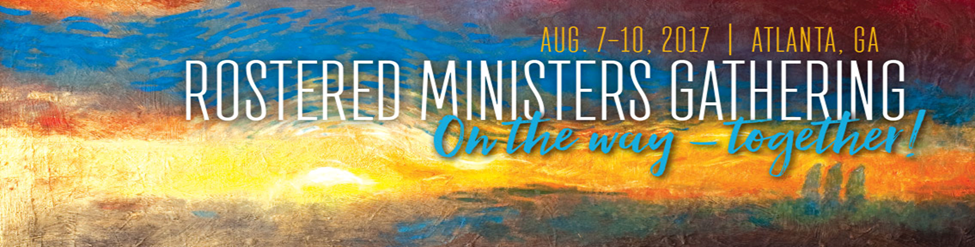 AUG. 7–10, 2017 | ATLANTA, GA
ROSTERED MINISTERS GATHERING
On the way – together!